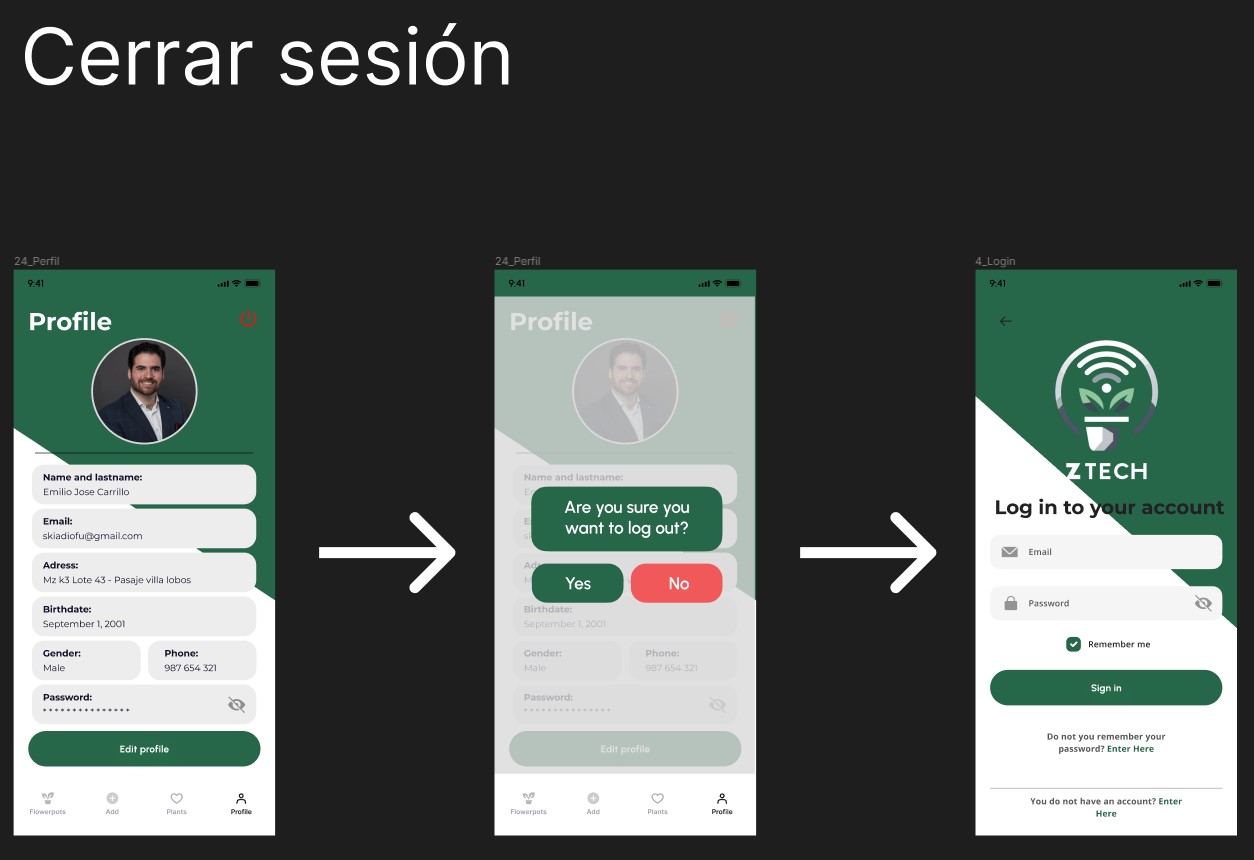 Cerrar sesión
24_Perfil
9:41
Profile
Name and lastname:
Emilio Jose Carrillo
Email:
skiadiofu@gmail.com
Adress:
Mz k3 Lote 43 - Pasaje villa lobos
Birthdate:
September 1, 2001
Gender:
Male
Phone:
987 654 321
Password:
***************
Edit profile
Flowerpots
Add
Plants
Profile
24_Perfil
9:41
Profile
Name and lastname:
Are you sure you
want to log out?
Yes
No
Birthdate:
September 1, 2001
Gender:
Male
Phone:
987 654 321
Password:
***************
Edit profile
Flowerpots
Add
Plants
Profile
4_Login
9:41
ZTECH
Log in to your account
Email
Password
Remember me
Sign in
Do not you remember your
password? Enter Here
You do not have an account? Enter
Here